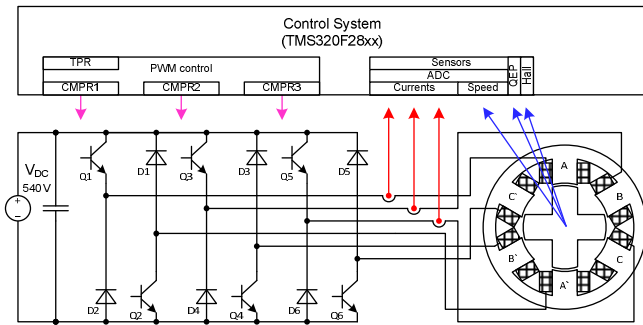 Control System
(TMS320F28xx)
TPR
PWM control
CMPR1
CMPR2
CMPR3
Sensors
ADC
Currents
Speed
QEP
Hall
VDC
540 V
Q1
D1
Q3
D3
Q5
D5
D2
Q2
D4
Q4
D6
Q6
A
B
C
A`
B`
C`